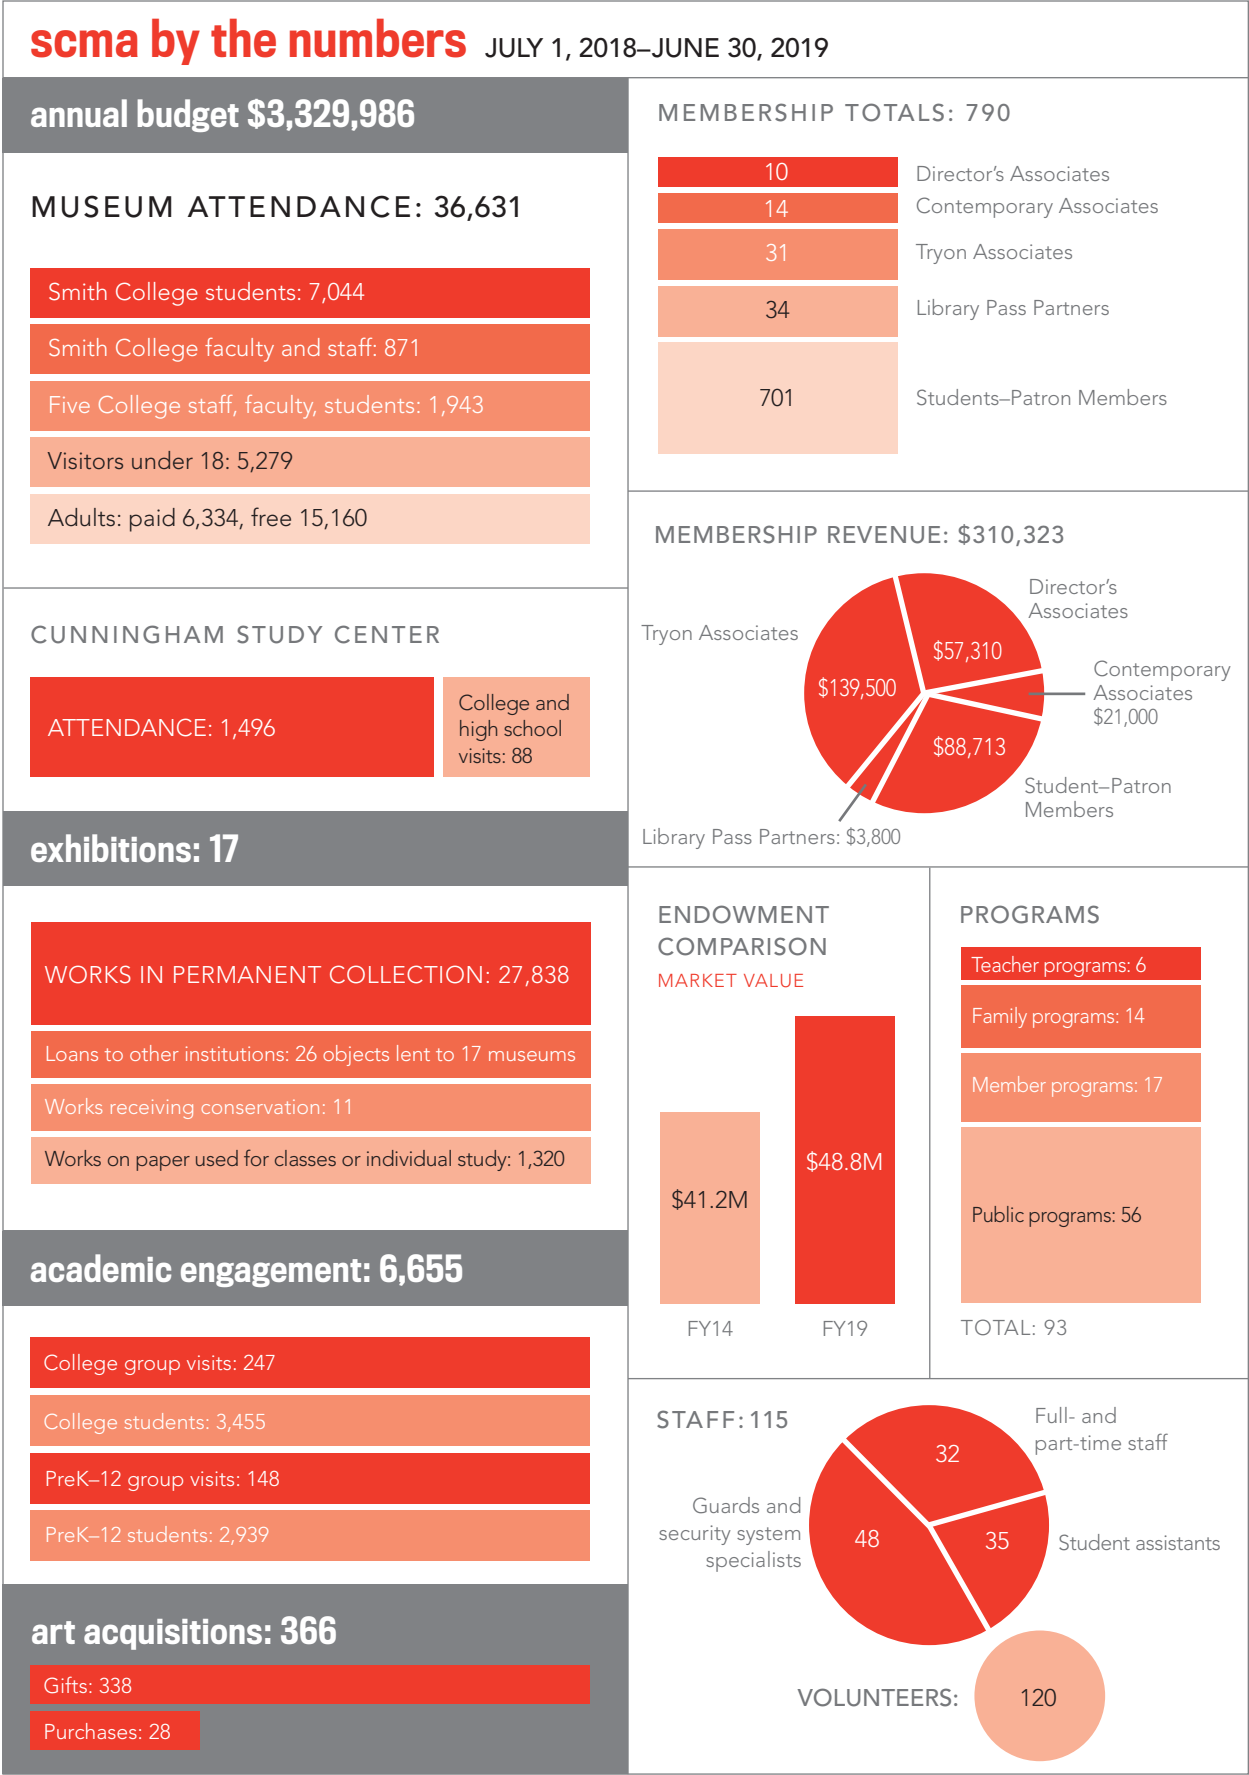 scma by the numbers JULY 1, 2018–JUNE 30, 2019
annual budget $3,329,986
MUSEUM ATTENDANCE: 36,631
Smith College students: 7,044
Smith College faculty and staff: 871
Five College staff, faculty, students: 1,943
Visitors under 18: 5,279
Adults: paid 6,334, free 15,160
CUNNINGHAM STUDY CENTER
ATTENDANCE: 1,496
College and
high school
visits: 88
exhibitions: 17
WORKS IN PERMANENT COLLECTION: 27,838
Loans to other institutions: 26 objects lent to 17 museums
Works receiving conservation: 11
Works on paper used for classes or individual study: 1,320
academic engagement: 6,655
College group visits: 247
College students: 3,455
PreK–12 group visits: 148
PreK–12 students: 2,939
art acquisitions: 366
Gifts: 338
Purchases: 28
MEMBERSHIP TOTALS: 790
10 Director's Associates
14 Contemporary Associates
31 Tryon Associates
34 Library Pass Partners
701 Students–Patron Members
MEMBERSHIP REVENUE: $310,323
Director's
Associates
$57,310
Tryon Associates
$139,500
Contemporary
Associates
$21,000
$88,713
Student–Patron
Members
Library Pass Partners: $3,800
ENDOWMENT
COMPARISON
MARKET VALUE
$41.2M
$48.8M
FY14
FY19
PROGRAMS
Teacher programs: 6
Family programs: 14
Member programs: 17
Public programs: 56
TOTAL: 93
STAFF: 115
Full- and
part-time staff
32
Guards and
security system
specialists
48
35
Student assistants
VOLUNTEERS: 120